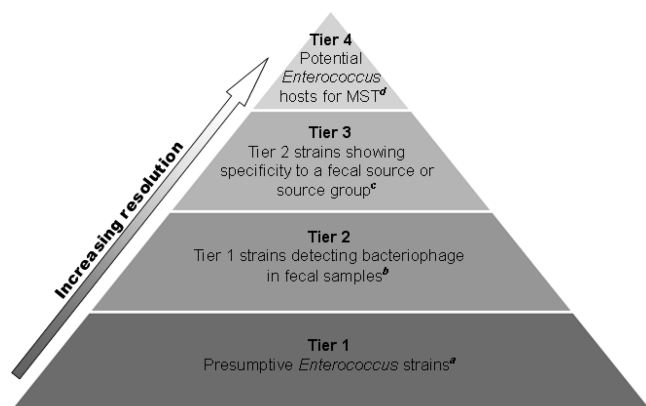 Tier 4
Potential
Enterococcus
hosts for MSTd
Tier 3
Tier 2 strains showing
specificity to a fecal source or
source groupc
Tier 2
Tier 1 strains detecting bacteriophage
in fecal samplesb
Tier 1
Presumptive Enterococcus strainsa
Increasing resolution